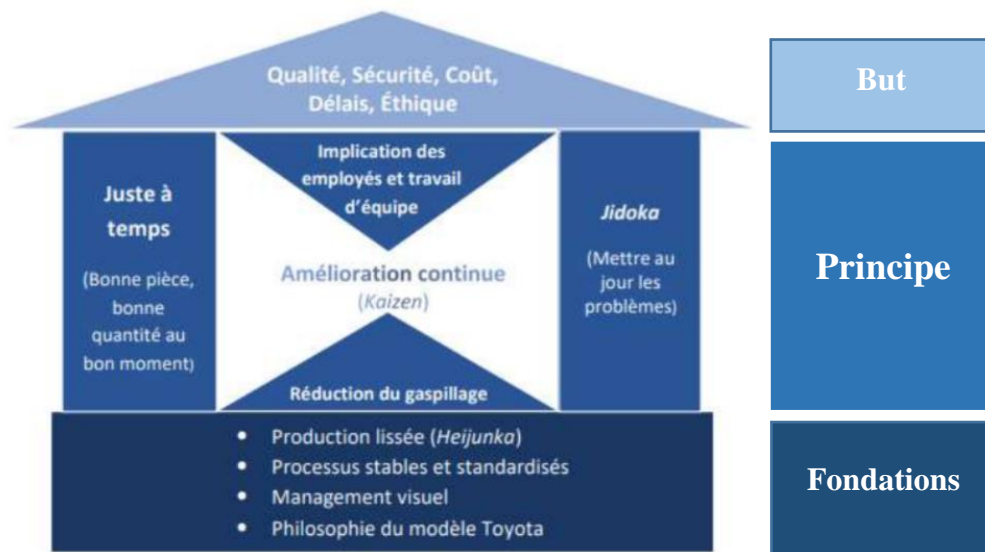 Qualité, Sécurité, Coût,
Délais, Éthique
But
Juste à
temps
(Bonne pièce,
bonne
quantité au
bon moment)
Implication des
employés et travail
d'équipe
Amélioration continue
(Kaizen)
Réduction du gaspillage
Jidoka
(Mettre au
jour les
problèmes)
Principe
• Production lissée (Heijunka)
• Processus stables et standardisés
• Management visuel
• Philosophie du modèle Toyota
Fondations